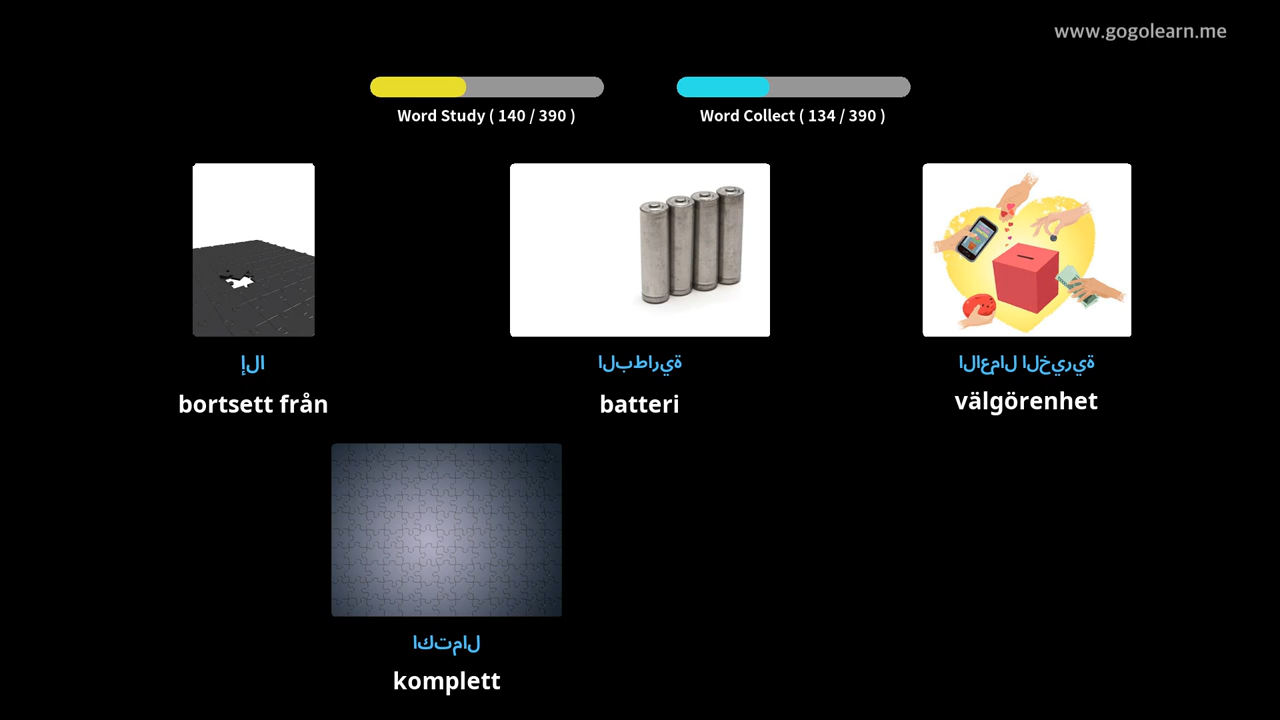 www.gogolearn.me
Word Study ( 140 / 390 )
Word Collect ( 134 / 390 )
إلا
bortsett från
البطارية
batteri
الاعمال الخيرية
välgörenhet
اكتمال
komplett